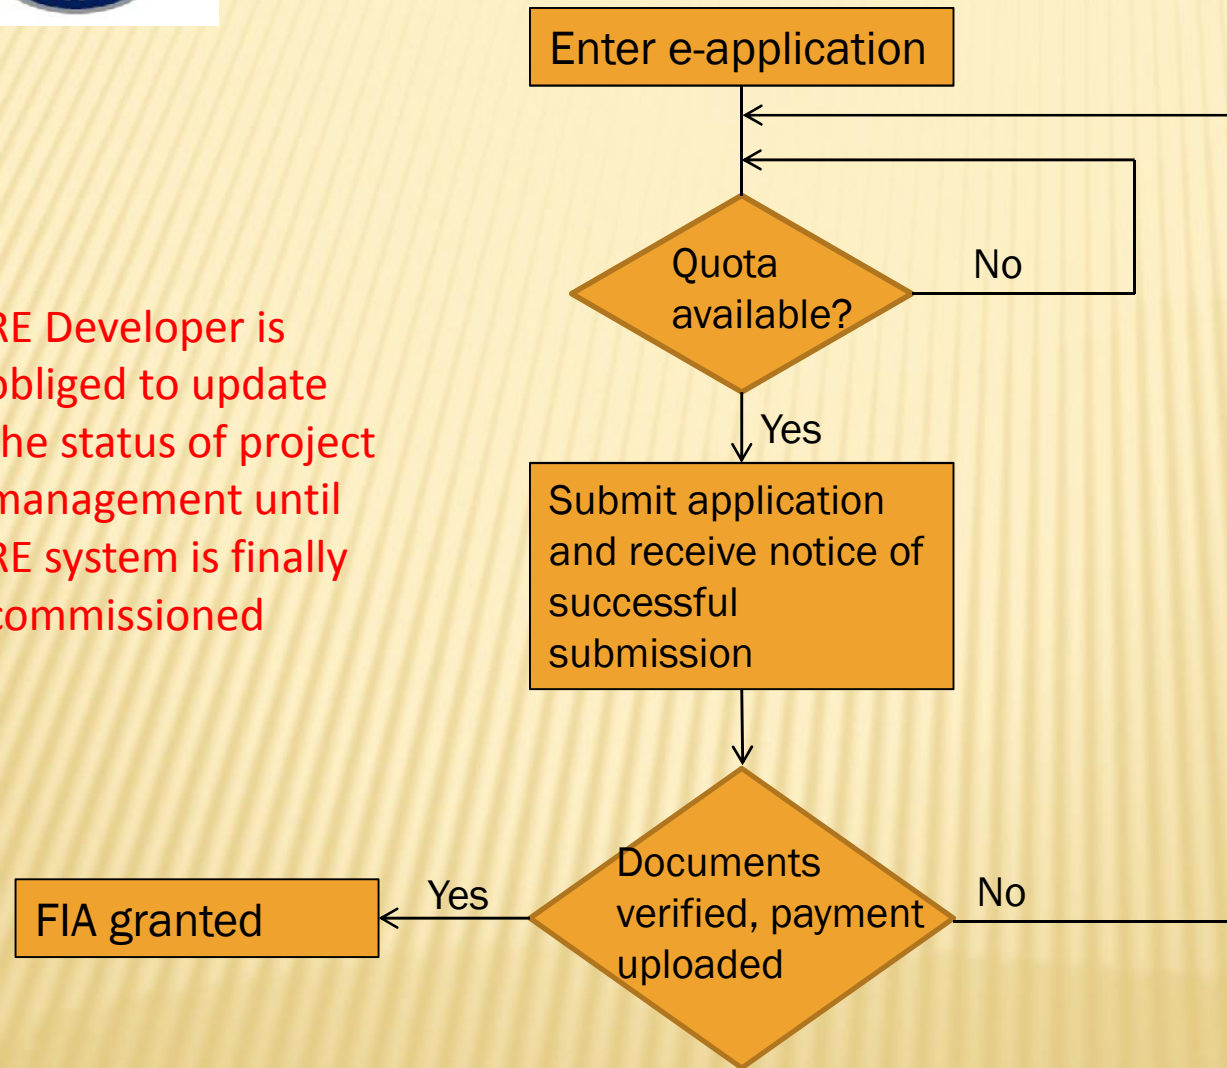 Enter e-application
Quota
available?
No
Yes
RE Developer is
obliged to update
the status of project
management until
RE system is finally
commissioned
Submit application
and receive notice of
successful
submission
Documents
verified, payment
uploaded
Yes
No
FIA granted